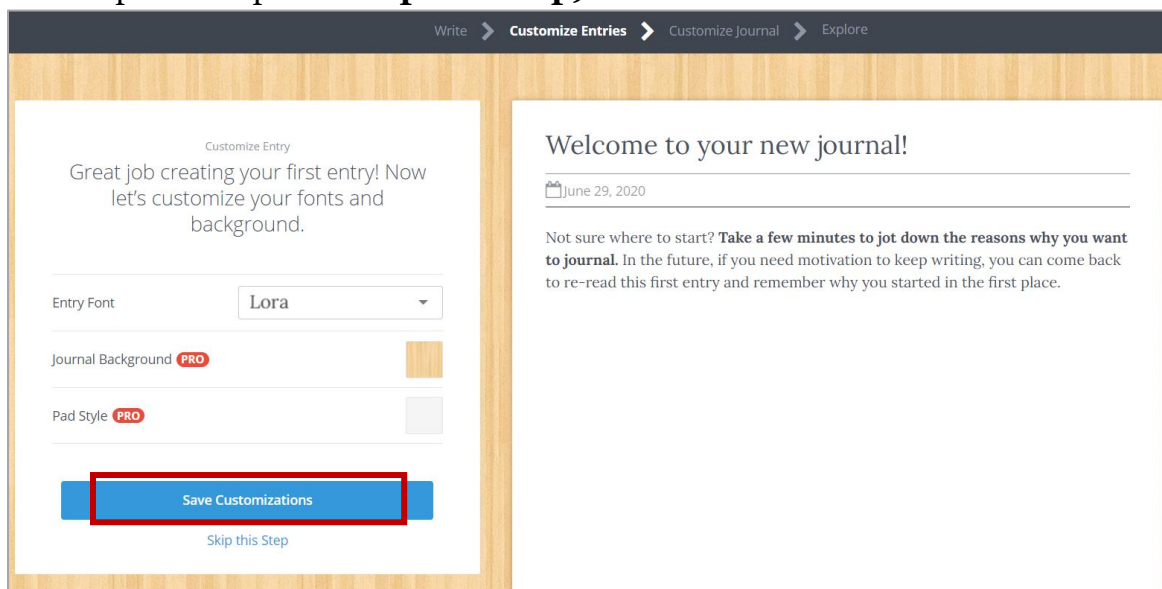 Write Customize Entries Customize Journal Explore
Customize Entry
Great job creating your first entry! Now
let's customize your fonts and
background.
Entry Font Lora
Journal Background PRO
Pad Style PRO
Save Customizations
Skip this Step
Welcome to your new journal!
June 29, 2020
Not sure where to start? Take a few minutes to jot down the reasons why you want
to journal. In the future, if you need motivation to keep writing, you can come back
to re-read this first entry and remember why you started in the first place.